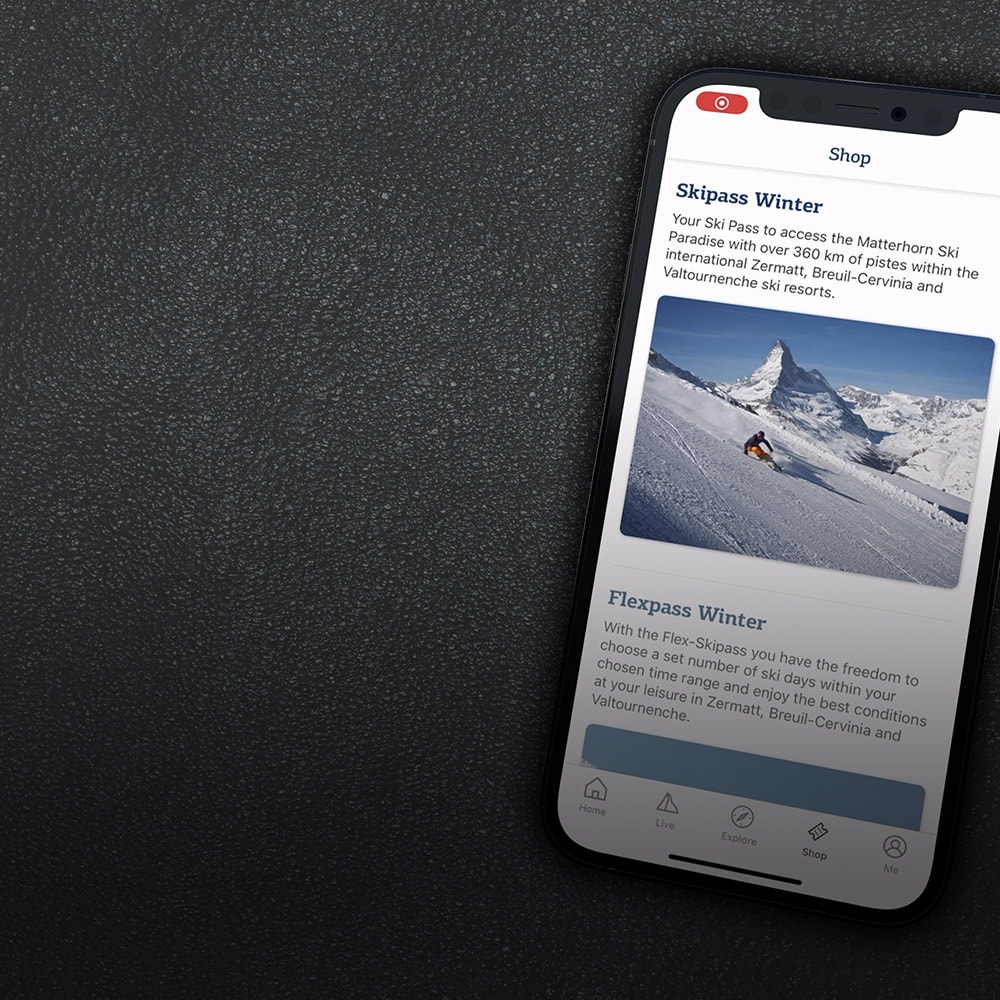 Shop
Skipass Winter
Your Ski Pass to access the Matterhorn Ski
Paradise with over 360 km of pistes within the
international Zermatt, Breuil-Cervinia and
Valtournenche ski resorts.
Flexpass Winter
With the Flex-Skipass you have the freedom to
choose a set number of ski days within your
chosen time range and enjoy the best conditions
at your leisure in Zermatt, Breuil-Cervinia and
Valtournenche.
Home
Live
Explore
Shop
Me